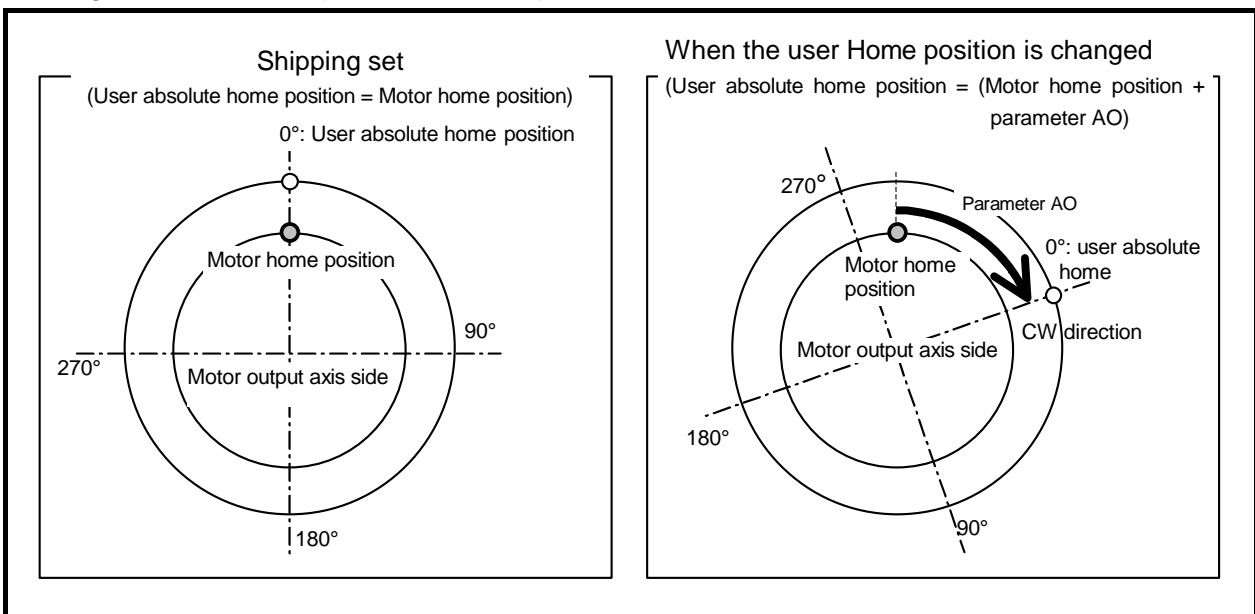 Shipping set
(User absolute home position = Motor home position)
0°: User absolute home position
Motor home position
90°
270°
Motor output axis side
180°
When the user Home position is changed
(User absolute home position = (Motor home position +
parameter AO)
270°
Parameter AO
0°: user absolute
home
Motor home
position
CW direction
Motor output axis side
180°
90°